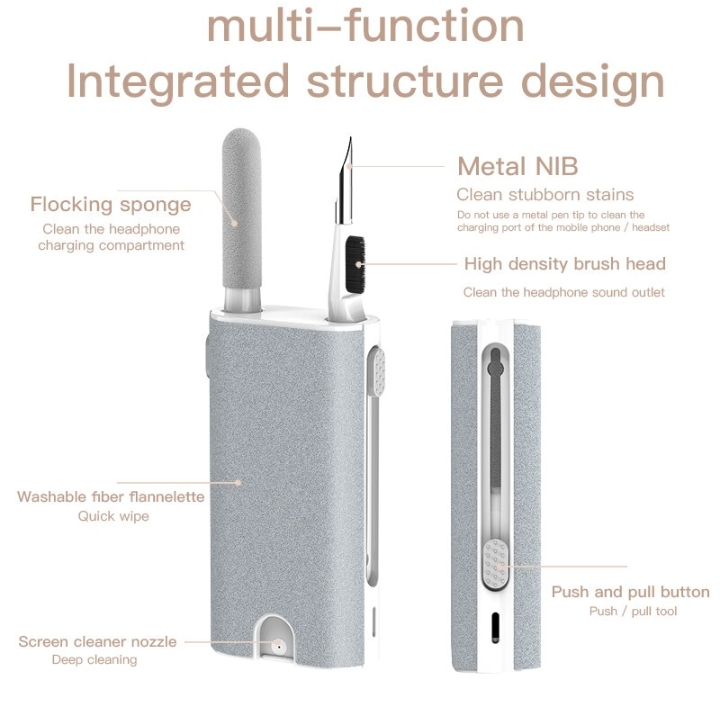 multi-function
Integrated structure design
Metal NIB
Clean stubborn stains
Do not use a metal pen tip to clean the
charging port of the mobile phone / headset
Flocking sponge
Clean the headphone
charging compartment
High density brush head
Clean the headphone sound outlet
Washable fiber flannelette
Quick wipe
Push and pull button
Push / pull tool
Screen cleaner nozzle
Deep cleaning